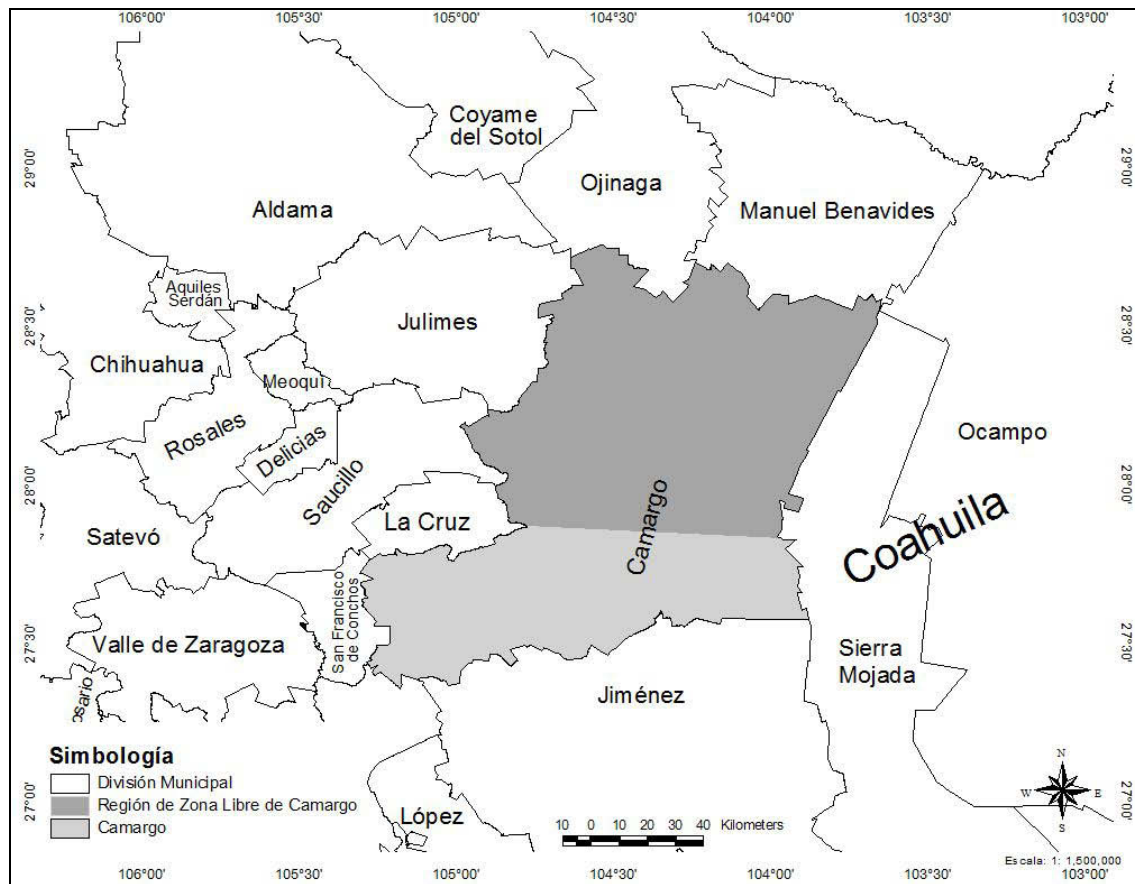 106°00' 105°30' 105°00' 104°30' 104°00' 103°30' 103°00'
29°00'
28°30'
28°00'
27°30'
27°00'
Coyame
del Sotol
Ojinaga
Manuel Benavides
Aldama
Aquiles
Serdán
Julimes
Chihuahua
Meoqui
Rosales
Delicias
Saucillo
Ocampo
La Cruz
Camargo
Coahuila
Satevó
San Francisco
de Conchos
Valle de Zaragoza
Sierra
Mojada
Jiménez
osario
López
Simbología
División Municipal
Región de Zona Libre de Camargo
Camargo
10 0 10 20 30 40 Kilometers
N
W E
S
Escala: 1: 1,500,000
29°00'
28°30'
28°00'
27°30'
27°00'
106°00' 105°30' 105°00' 104°30' 104°00' 103°30' 103°00'